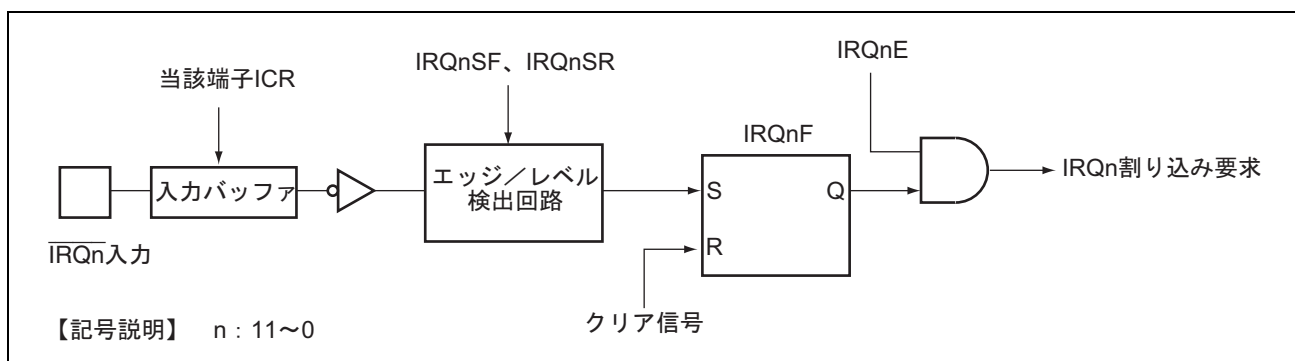 IRQnE
IRQnSF、IRQnSR
当該端子ICR
IRQnF
入力バッファ
エッジ／レベル
検出回路
S
Q
R
IRQn割り込み要求
IRQn入力
クリア信号
【記号説明】 n：11～0